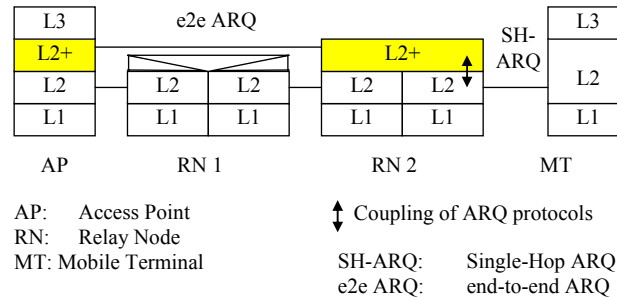 L3
e2e ARQ
SH-
ARQ
L3
L2+
L2+
L2
L2
L2
L2
L2
L2
L1
L1
L1
L1
L1
L1
AP
RN 1
RN 2
MT
AP: Access Point
RN: Relay Node
MT: Mobile Terminal
Coupling of ARQ protocols
SH-ARQ: Single-Hop ARQ
e2e ARQ: end-to-end ARQ